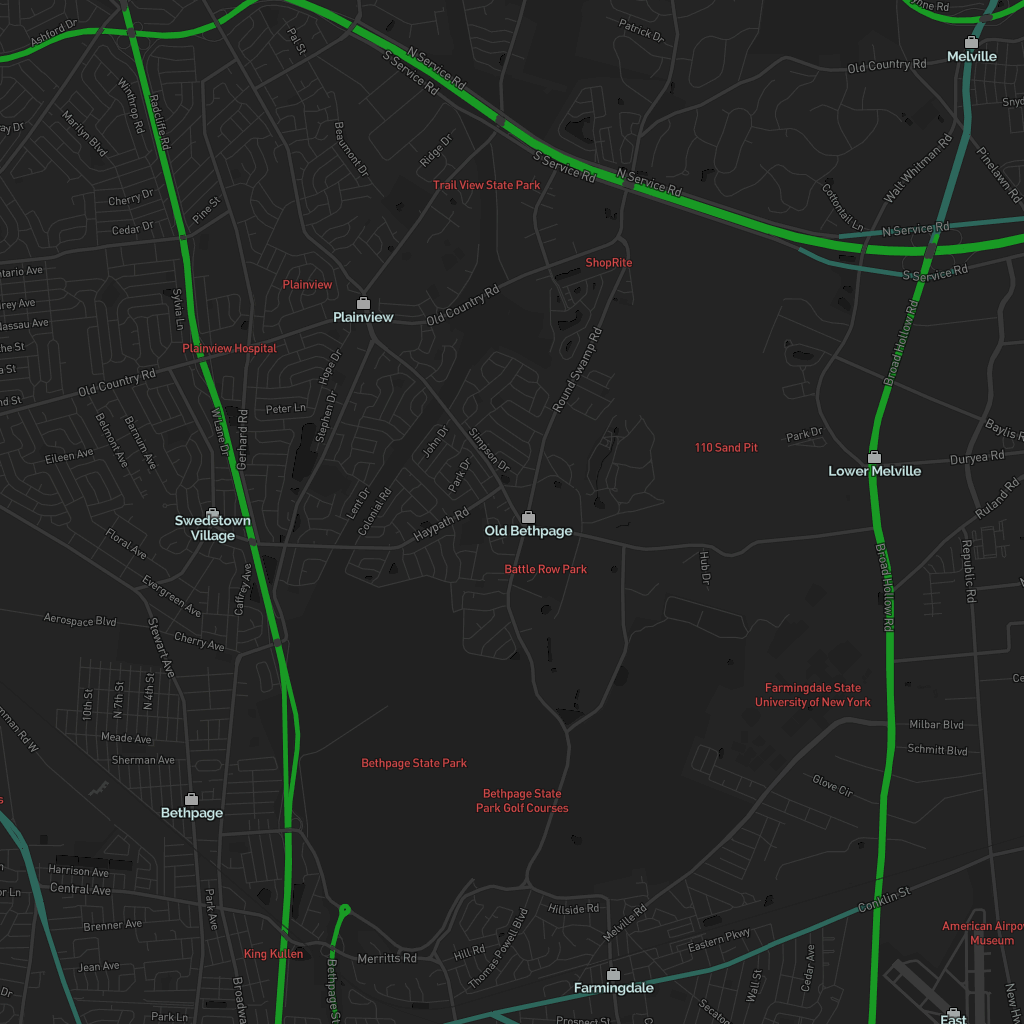 Ashford Dr
Pal St
N Service Rd
S Service Rd
Patrick Dr
Old Country Rd
Melville
Winthrop Rd
Radcliffe Rd
Marilyn Blvd
Beaumont Dr
Ridge Dr
Trail View State Park
S Service Rd
N Service Rd
Walt Whitman Rd
Pinelawn Rd
Cottontail Ln
Cherry Dr
Cedar Dr
Pine St
N Service Rd
S Service Rd
ShopRite
Plainview
Plainview
Old Country Rd
Sylvia Ln
Nassau Ave
Plainview Hospital
Hope Dr
Round Swamp Rd
Broad Hollow Rd
Old Country Rd
Peter Ln
Stephen Dr
Gerhard Rd
W Lane Dr
Belmont Ave
Barnum Ave
Eileen Ave
John Dr
Simpson Dr
Park Dr
110 Sand Pit
Park Dr
Lower Melville
Duryea Rd
Ruland Rd
Lent Dr
Colonial Rd
Haypath Rd
Swedetown
Village
Old Bethpage
Floral Ave
Evergreen Ave
Caffrey Ave
Battle Row Park
Hub Dr
Broad Hollow Rd
Republic Rd
Aerospace Blvd
Stewart Ave
Cherry Ave
10th St
N 7th St
N 4th St
Meade Ave
Sherman Ave
Farmingdale State
University of New York
Milbar Blvd
Schmitt Blvd
Bethpage State Park
Bethpage State
Park Golf Courses
Glove Cir
Bethpage
Harrison Ave
Central Ave
Park Ave
Brenner Ave
Jean Ave
Park Ln
King Kullen
Merritts Rd
Hill Rd
Thomas Powell Blvd
Hillside Rd
Melville Rd
Eastern Pkwy
Conklin St
Farmingdale
Wall St
Cedar Ave
Prospect St
Museum
East